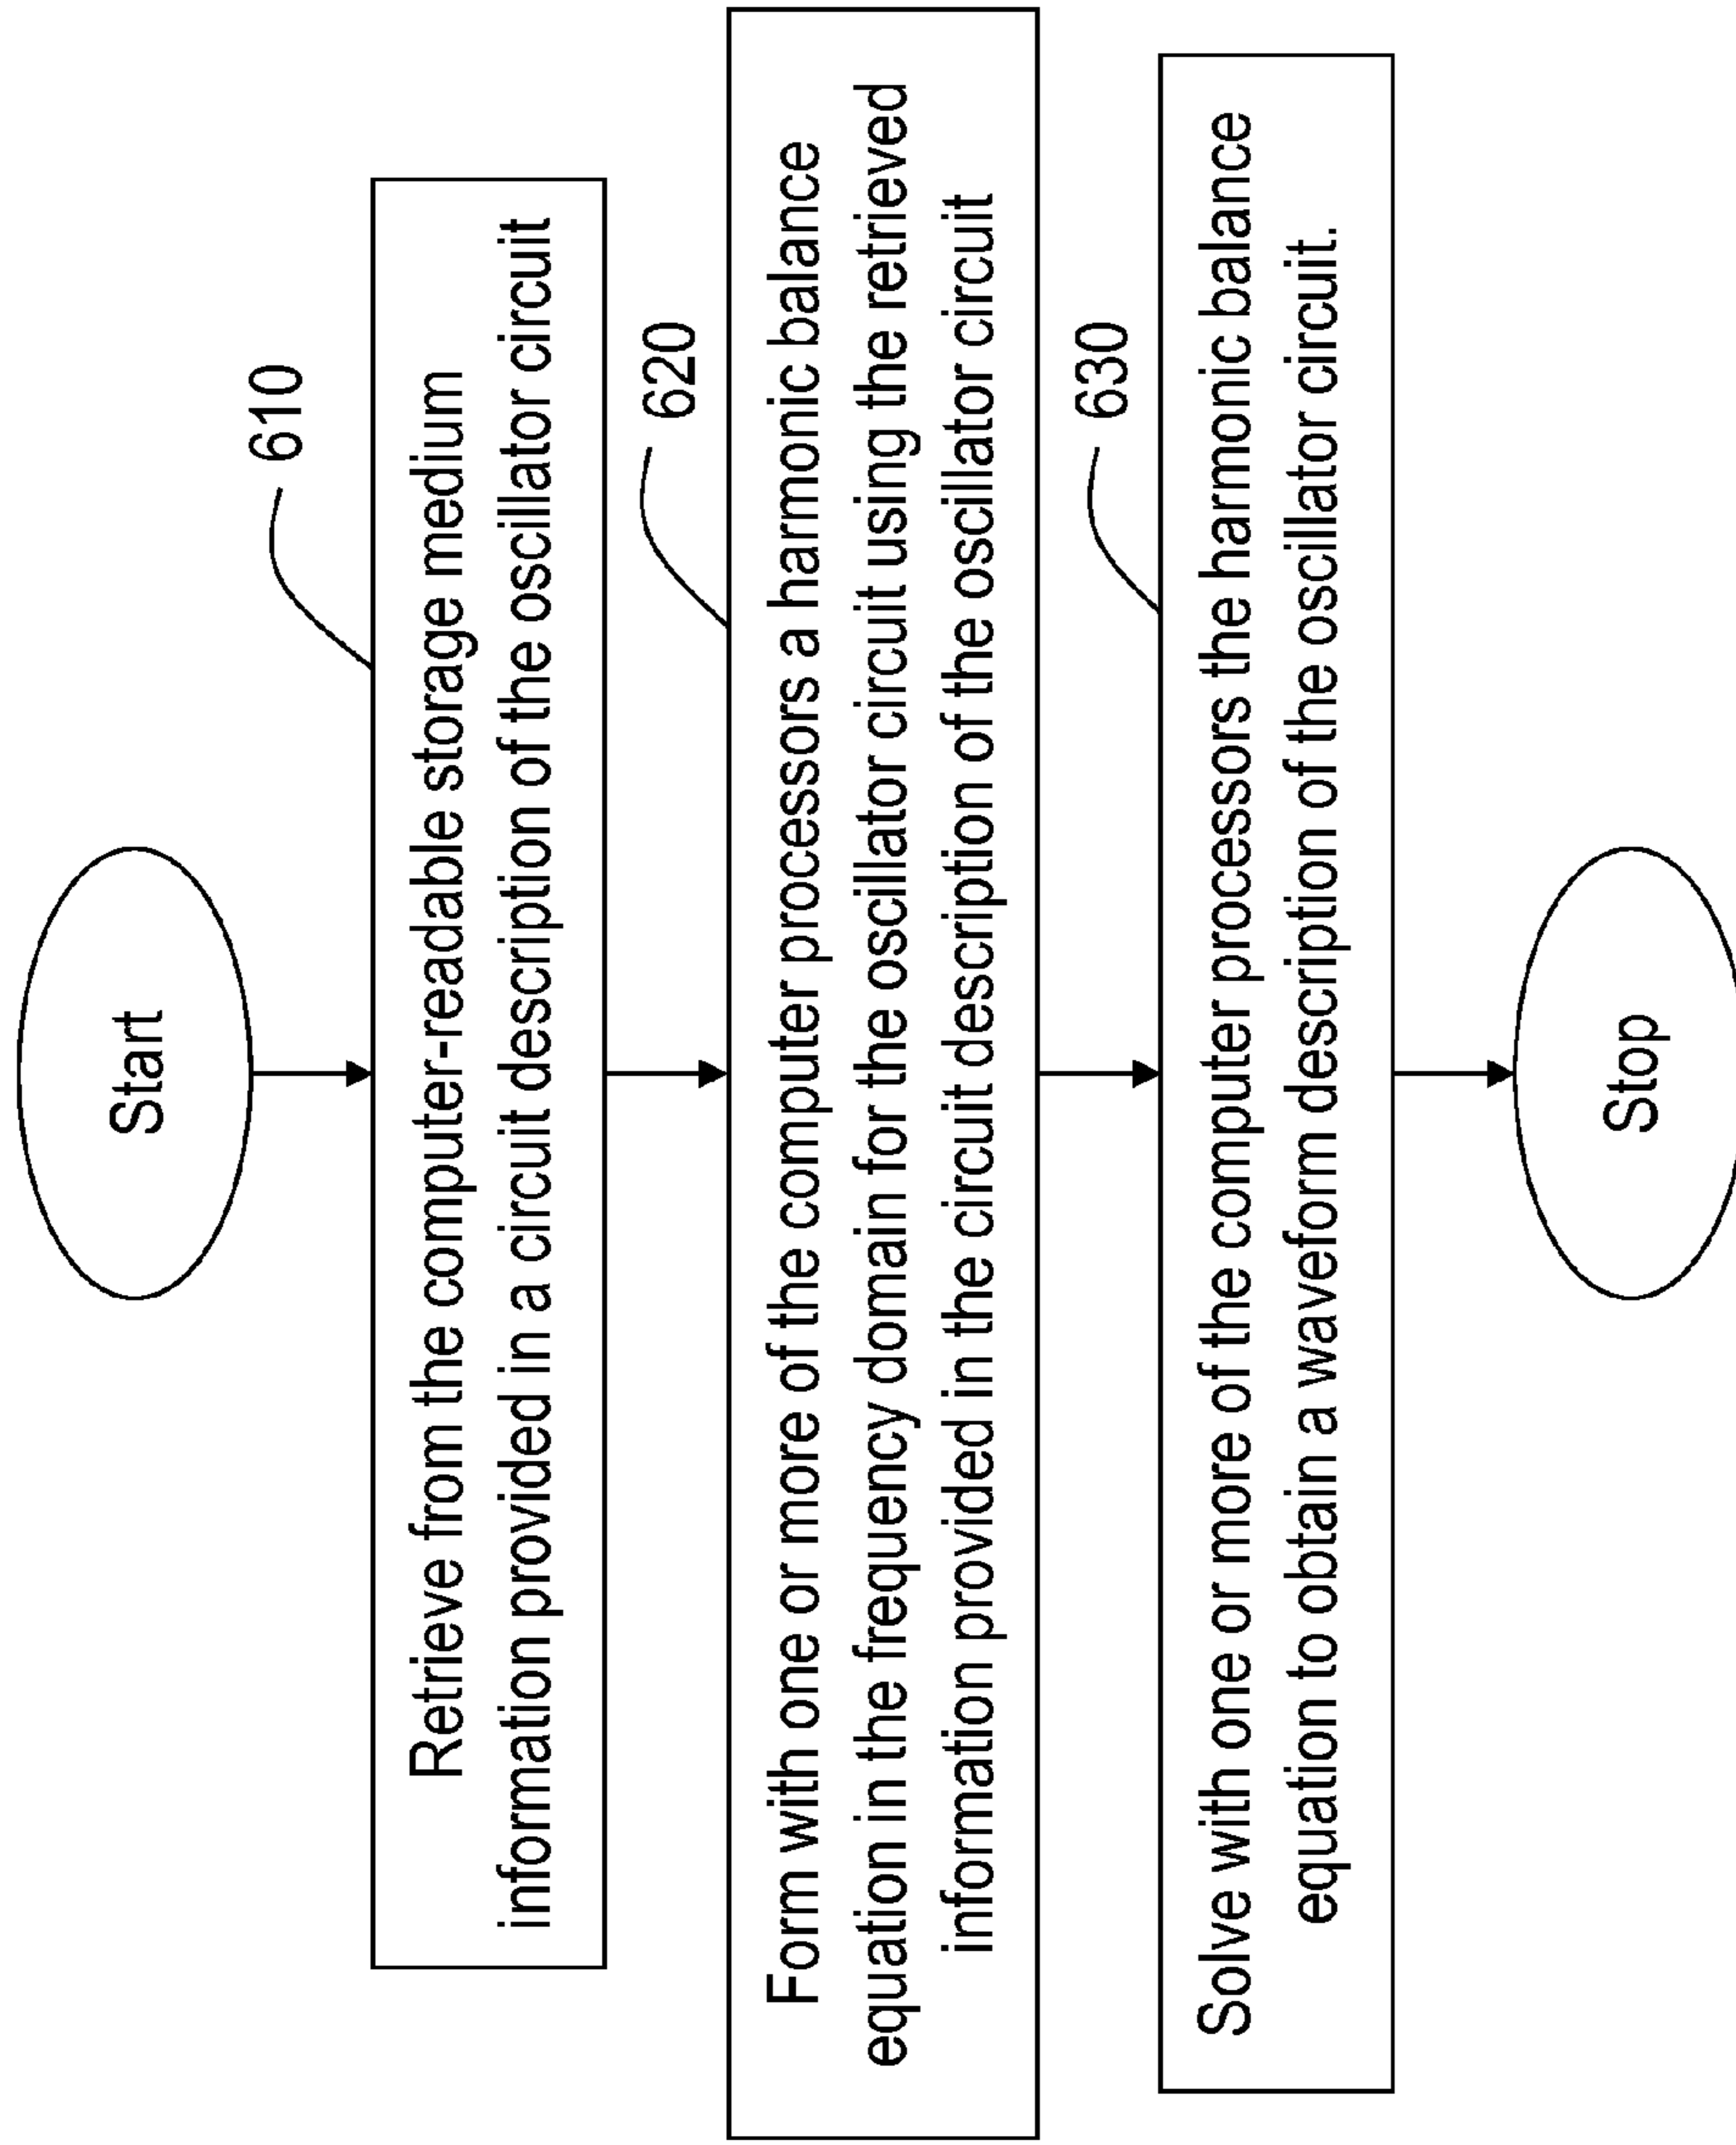 Start
610
Retrieve from the computer-readable storage medium
information provided in a circuit description of the oscillator circuit
620
Form with one or more of the computer processors a harmonic balance
equation in the frequency domain for the oscillator circuit using the retrieved
information provided in the circuit description of the oscillator circuit
630
Solve with one or more of the computer processors the harmonic balance
equation to obtain a waveform description of the oscillator circuit.
Stop